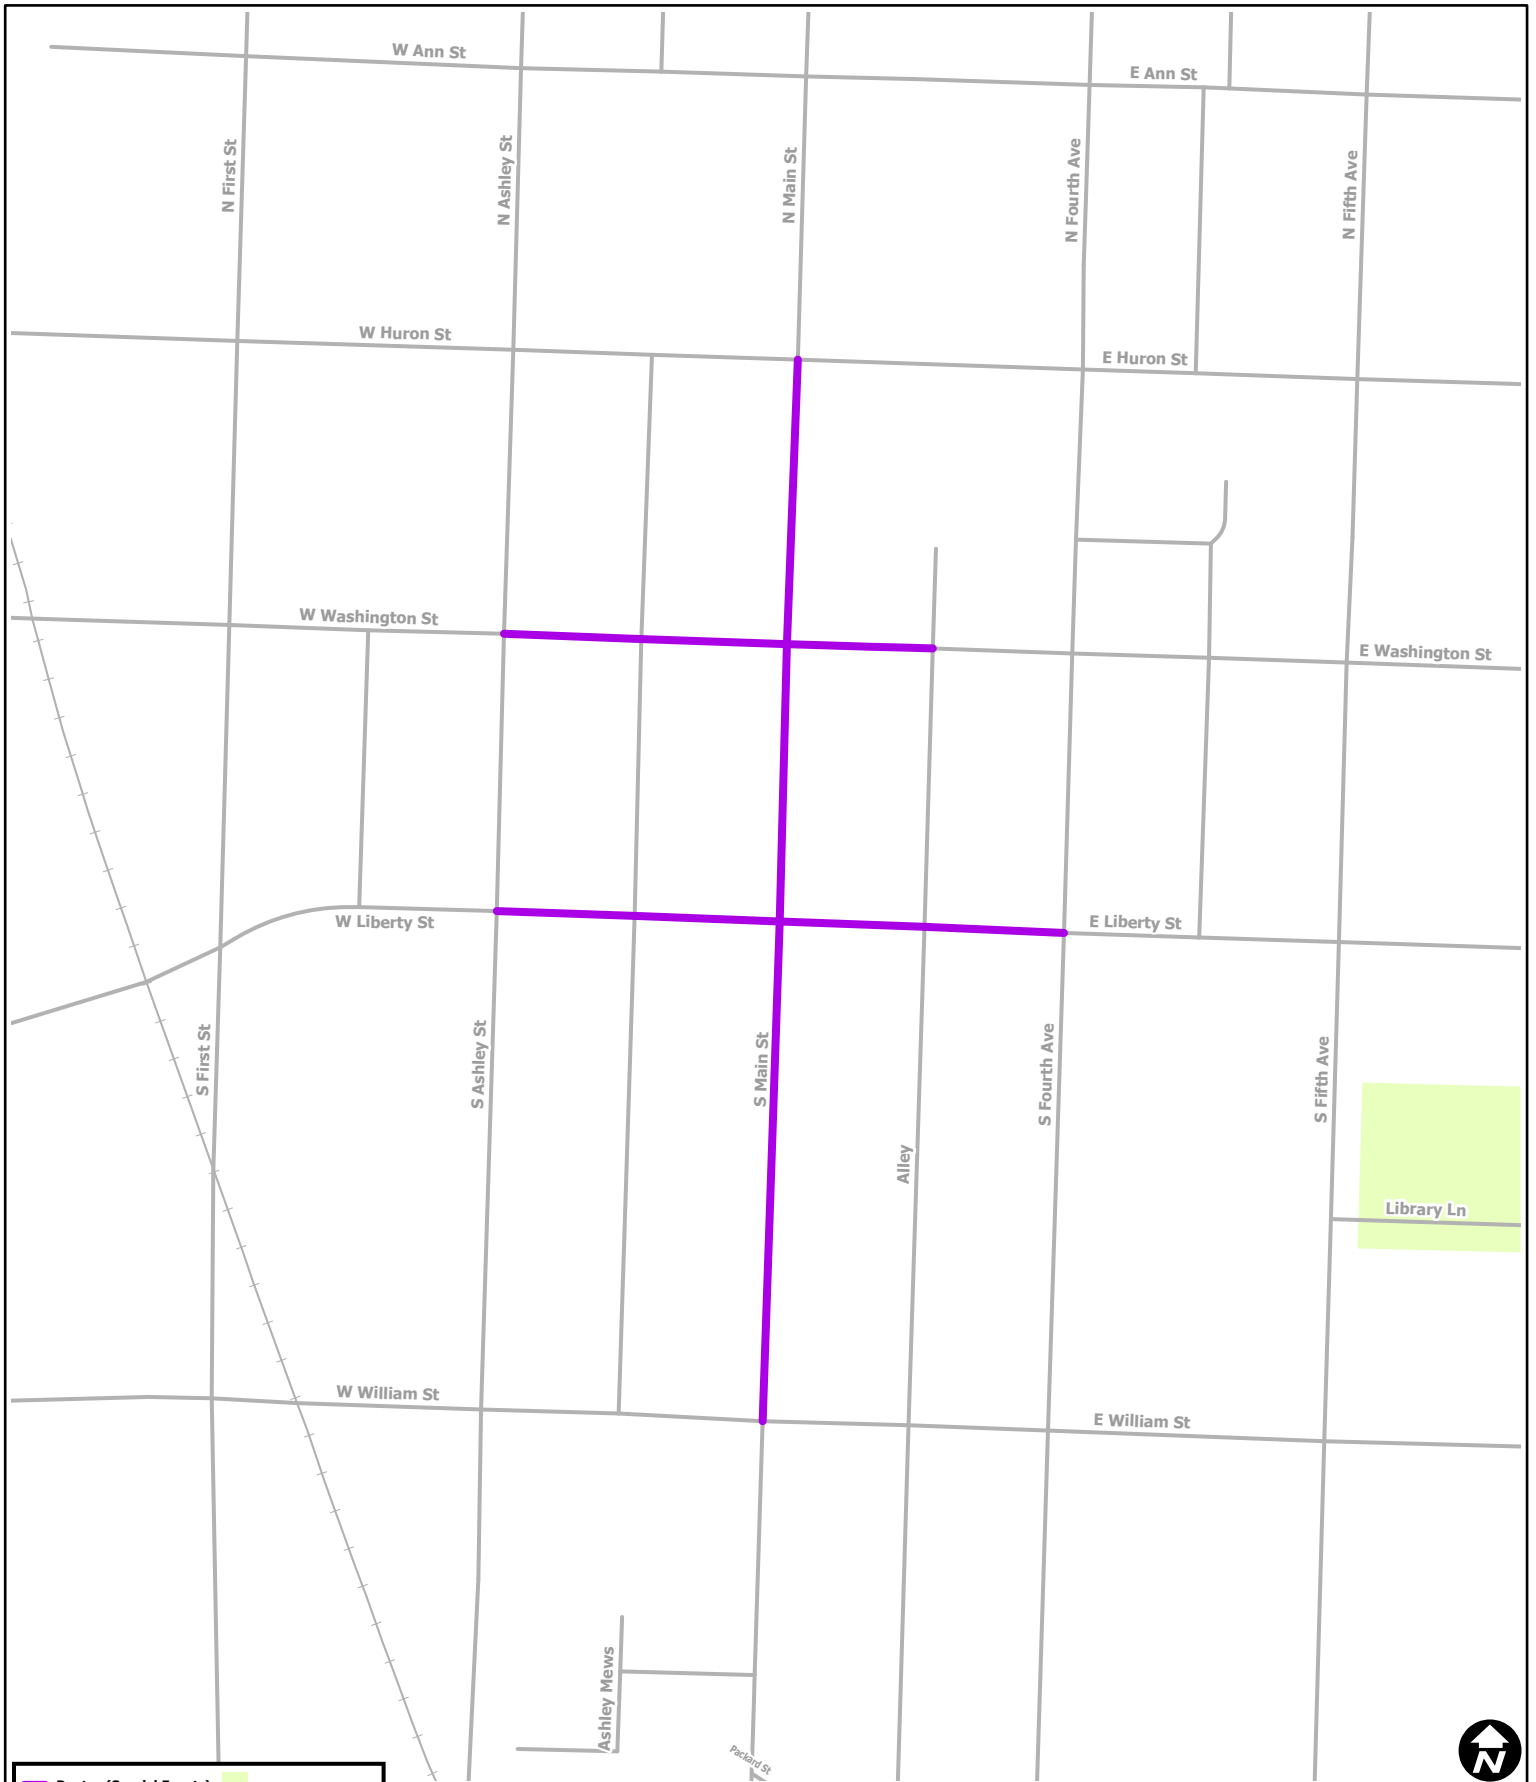 W Ann St
E Ann St
N First St
N Ashley St
N Main St
N Fourth Ave
N Fifth Ave
W Huron St
E Huron St
W Washington St
E Washington St
W Liberty St
E Liberty St
S First St
S Ashley St
S Main St
S Fourth Ave
S Fifth Ave
Alley
Library Ln
W William St
E William St
Ashley Mews
Packard St
N